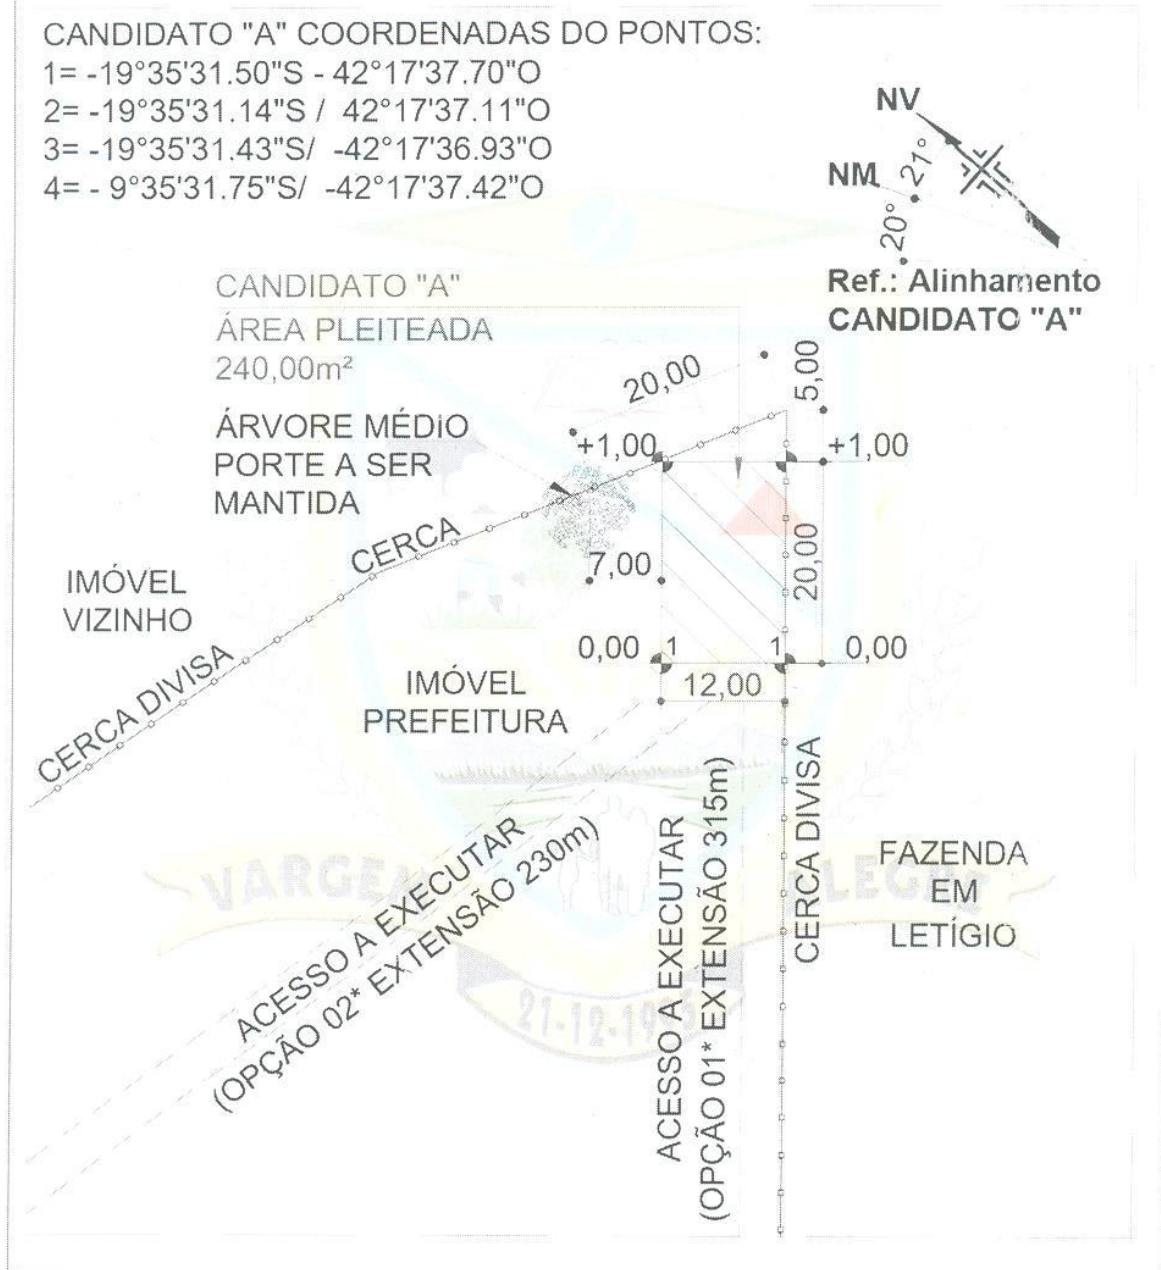 CANDIDATO "A" COORDENADAS DO PONTOS:
1= -19°35'31.50"S - 42°17'37.70"O
2= -19°35'31.14"S / 42°17'37.11"O
3= -19°35'31.43"S/ -42°17'36.93"O
4= - 9°35'31.75"S/ -42°17'37.42"O
NV
NM
21°
20°
Ref.: Alinhamento
CANDIDATO "A"
CANDIDATO "A"
ÁREA PLEITEADA
240,00m²
20,00
5,00
ÁRVORE MÉDIO
PORTE A SER
MANTIDA
+1,00
+1,00
CERCA
7,00
20,00
IMÓVEL
VIZINHO
0,00
1
1
0,00
12,00
CERCA DIVISA
IMÓVEL
PREFEITURA
ACESSO A EXECUTAR
(OPÇÃO 02* EXTENSÃO 230m)
ACESSO A EXECUTAR
(OPÇÃO 01* EXTENSÃO 315m)
CERCA DIVISA
FAZENDA
EM
LETÍGIO
VARGEM ALEGRE
21-12-1995